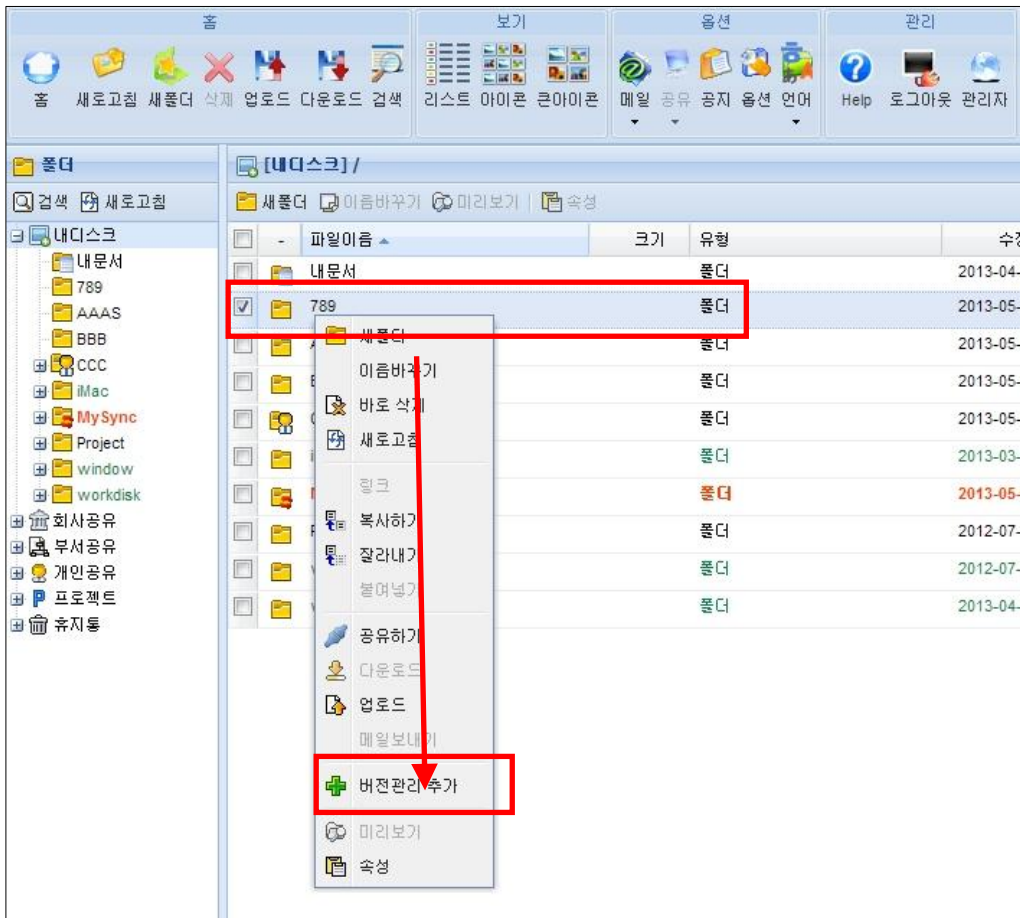 홈 보기 옵션 관리
홈 새로고침 새폴더 삭제 업로드 다운로드 검색 리스트 아이콘 큰아이콘 메일 공유 공지 옵션 언어 Help 로그아웃 관리자
폴더
검색 새로고침
내디스크
내문서
789
AAAS
BBB
CCC
iMac
MySync
Project
window
workdisk
회사공유
부서공유
개인공유
프로젝트
휴지통
[내디스크] /
새폴더 이름바꾸기 미리보기 속성
- 파일이름 크기 유형
내문서 폴더 2013-04-
789 폴더 2013-05-
폴더 2013-05-
폴더 2013-05-
폴더 2013-05-
폴더 2013-03-
폴더 2013-05-
폴더 2012-07-
폴더 2012-07-
폴더 2013-04-
새폴더
이름바꾸기
바로 삭제
새로고침
링크
복사하기
잘라내기
붙여넣기
공유하기
다운로드
업로드
메일보내기
버전관리 추가
미리보기
속성